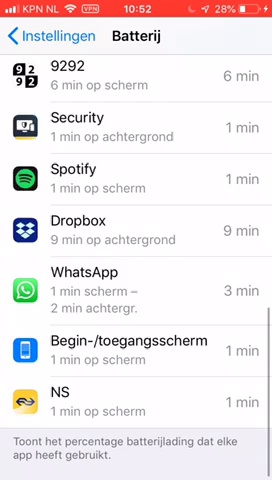 KPN NL VPN 10:52 28%
Instellingen Batterij
9292 6 min
6 min op scherm
Security 1 min
1 min op achtergrond
Spotify 1 min
1 min op scherm
Dropbox 9 min
9 min op achtergrond
WhatsApp 3 min
1 min scherm –
2 min achtergr.
Begin-/toegangsscherm 1 min
1 min op scherm
NS 1 min
1 min op scherm
Toont het percentage batterijlading dat elke
app heeft gebruikt.